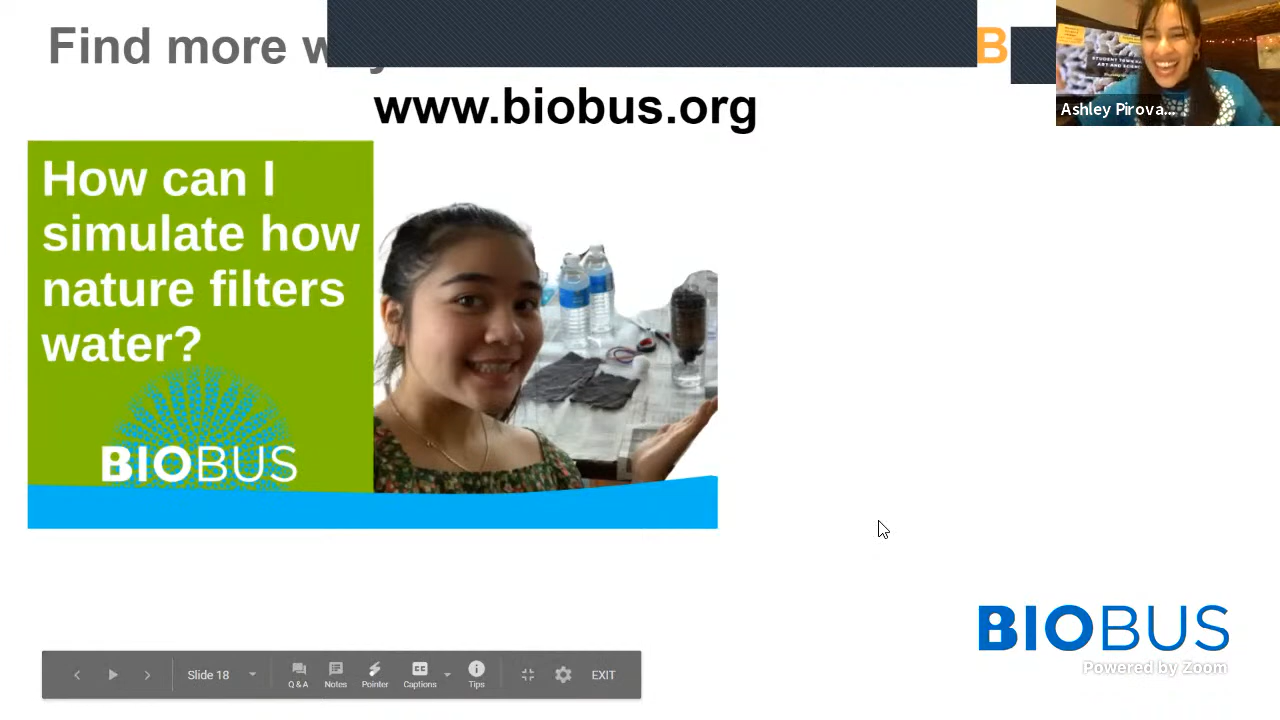 Find more
B
www.biobus.org
Ashley Pirova...
How can I
simulate how
nature filters
water?
BIOBUS
Slide 18
Q & A
Notes
Pointer
Captions
Tips
EXIT
BIOBUS
Powered by Zoom